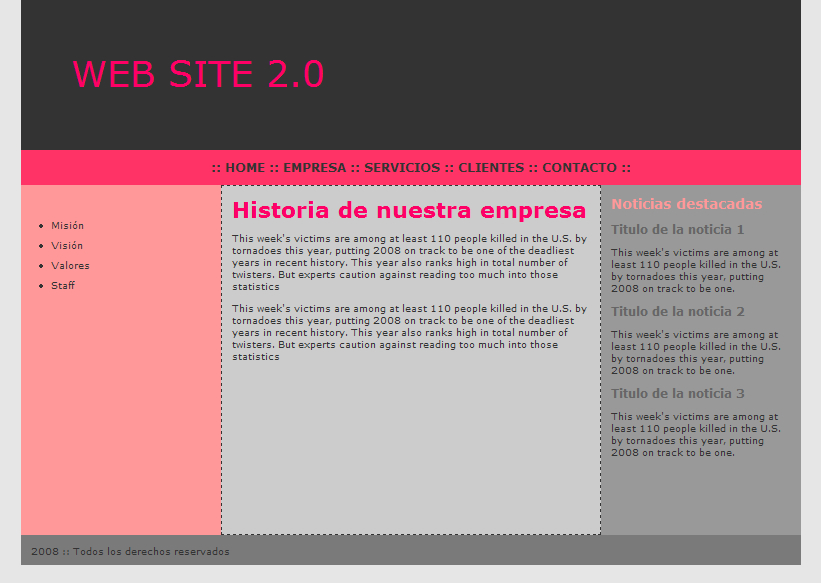 WEB SITE 2.0
:: HOME :: EMPRESA :: SERVICIOS :: CLIENTES :: CONTACTO ::
Misión
Visión
Valores
Staff
Historia de nuestra empresa
This week's victims are among at least 110 people killed in the U.S. by
tornadoes this year, putting 2008 on track to be one of the deadliest
years in recent history. This year also ranks high in total number of
twisters. But experts caution against reading too much into those
statistics
This week's victims are among at least 110 people killed in the U.S. by
tornadoes this year, putting 2008 on track to be one of the deadliest
years in recent history. This year also ranks high in total number of
twisters. But experts caution against reading too much into those
statistics
Noticias destacadas
Titulo de la noticia 1
This week's victims are among at
least 110 people killed in the U.S.
by tornadoes this year, putting
2008 on track to be one.
Titulo de la noticia 2
This week's victims are among at
least 110 people killed in the U.S.
by tornadoes this year, putting
2008 on track to be one.
Titulo de la noticia 3
This week's victims are among at
least 110 people killed in the U.S.
by tornadoes this year, putting
2008 on track to be one.
2008 :: Todos los derechos reservados